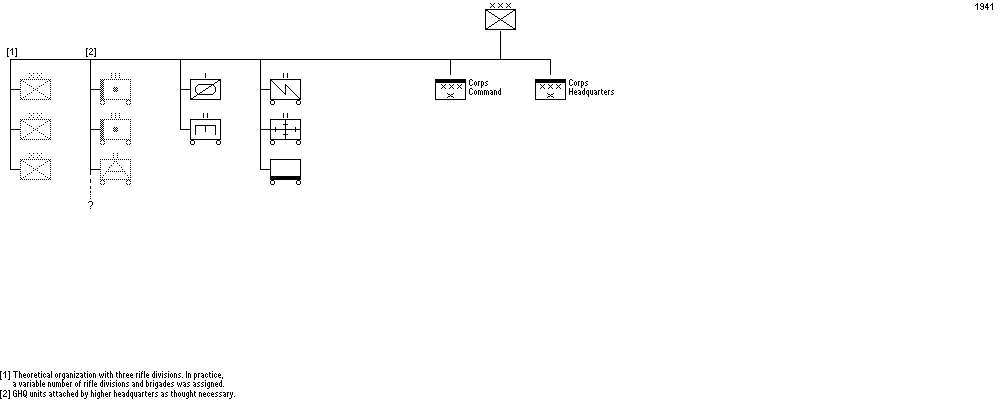 1941
[1]
[2]
Corps
Command
Corps
Headquarters
?
[1] Theoretical organization with three rifle divisions. In practice,
a variable number of rifle divisions and brigades was assigned.
[2] GHQ units attached by higher headquarters as thought necessary.